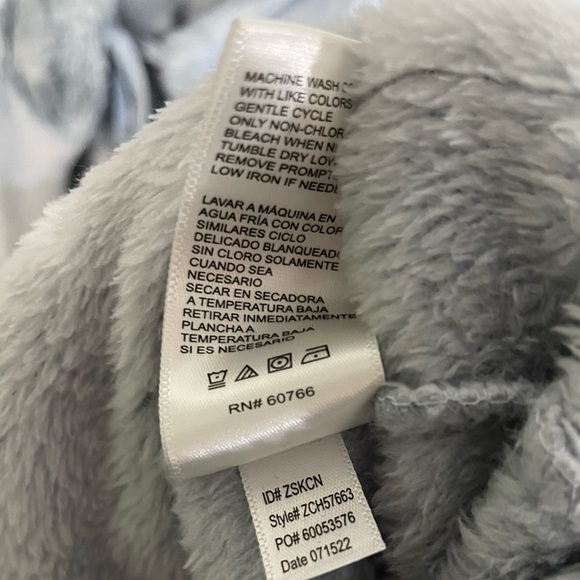 MACHINE WASH
WITH LIKE COLORS
GENTLE CYCLE
ONLY NON-CHLOR
BLEACH WHEN
TUMBLE DRY LOW
REMOVE PROMPT
LOW IRON IF NEED
LAVAR A MÁQUINA EN
AGUA FRÍA CON COLOR
SIMILARES CICLO
DELICADO BLANQUEADO
SIN CLORO SOLAMENTE
CUANDO SEA
NECESARIO
SECAR EN SECADORA
A TEMPERATURA BAJA
RETIRAR INMEDIATAMENTE
PLANCHA A
TEMPERATURA BAJA
SI ES NECESARIO
RN# 60766
ID# ZSKCN
Style# ZCH57663
PO# 60053576
Date 071522